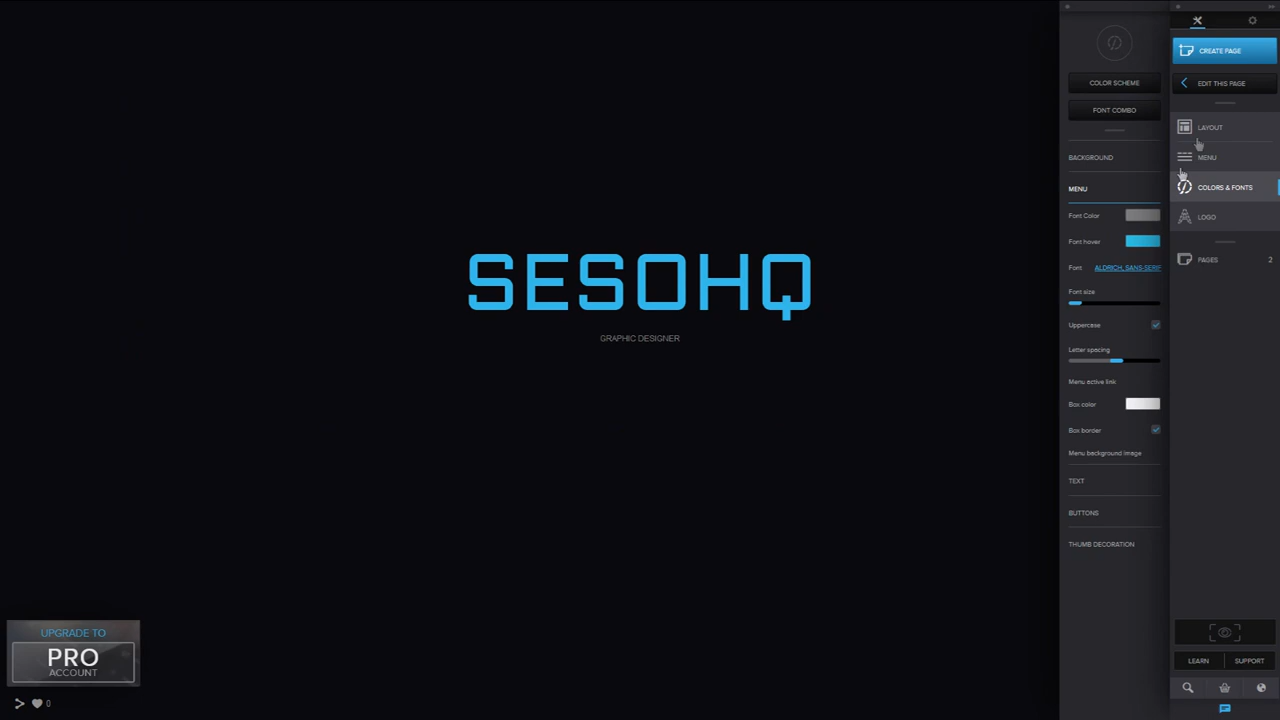 SESOHQ
GRAPHIC DESIGNER
UPGRADE TO
PRO
ACCOUNT
0
COLOR SCHEME
FONT COMBO
BACKGROUND
MENU
Font Color
Font hover
Font ALDRICH, SANS-SERIF
Font size
Uppercase
Letter spacing
Menu active link
Box color
Box border
Menu background image
TEXT
BUTTONS
THUMB DECORATION
CREATE PAGE
EDIT THIS PAGE
LAYOUT
MENU
COLORS & FONTS
LOGO
PAGES 2
LEARN SUPPORT